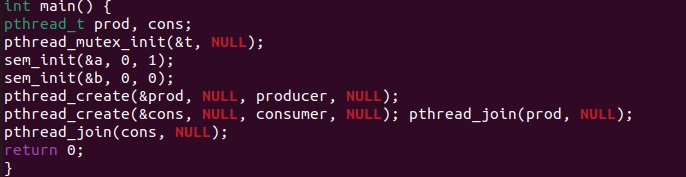 int main() {
pthread_t prod, cons;
pthread_mutex_init(&t, NULL);
sem_init(&a, 0, 1);
sem_init(&b, 0, 0);
pthread_create(&prod, NULL, producer, NULL);
pthread_create(&cons, NULL, consumer, NULL); pthread_join(prod, NULL);
pthread_join(cons, NULL);
return 0;
}